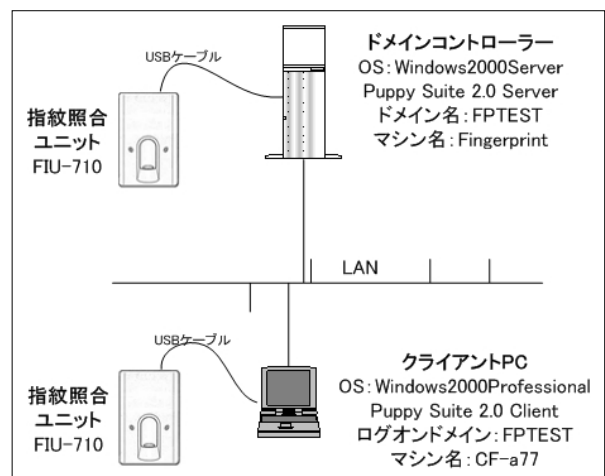 USBケーブル
指紋照合
ユニット
FIU-710
ドメインコントローラー
OS:Windows2000Server
Puppy Suite 2.0 Server
ドメイン名:FPTEST
マシン名:Fingerprint
LAN
USBケーブル
指紋照合
ユニット
FIU-710
クライアントPC
OS:Windows2000Professional
Puppy Suite 2.0 Client
ログオンドメイン:FPTEST
マシン名:CF-a77